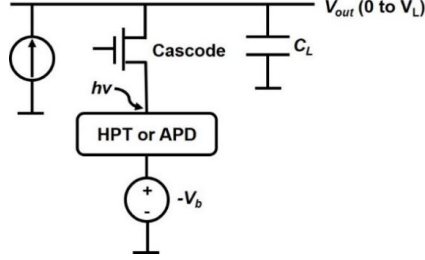 V_out (0 to V_L)
Cascode
C_L
hv
HPT or APD
+
-
-V_b